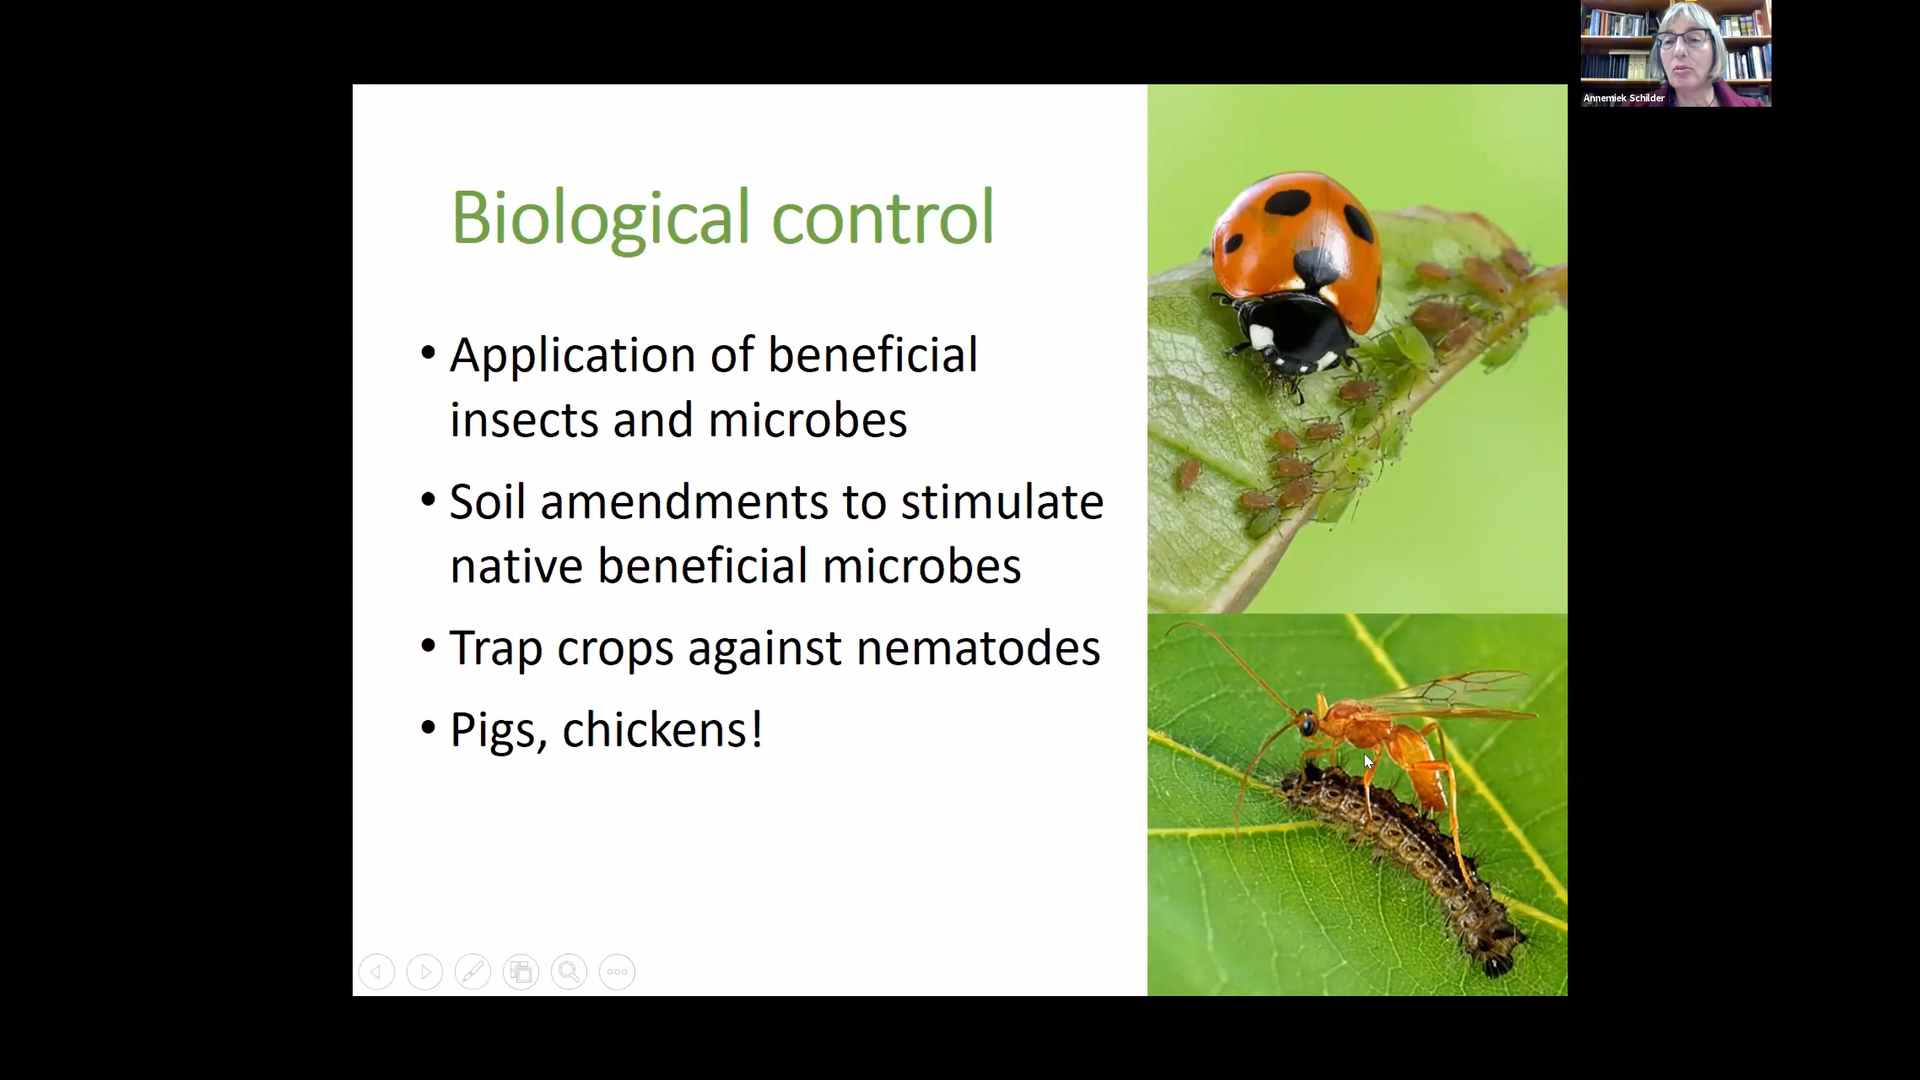 Annemiek Schilder
Biological control
• Application of beneficial
insects and microbes
• Soil amendments to stimulate
native beneficial microbes
• Trap crops against nematodes
• Pigs, chickens!